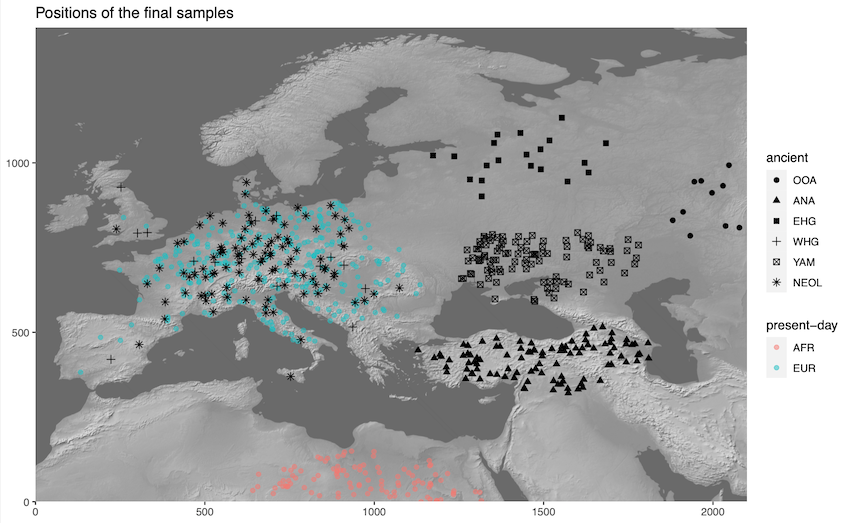 Positions of the final samples
1000
500
0
0 500 1000 1500 2000
ancient
OOA
ANA
EHG
WHG
YAM
NEOL
present-day
AFR
EUR